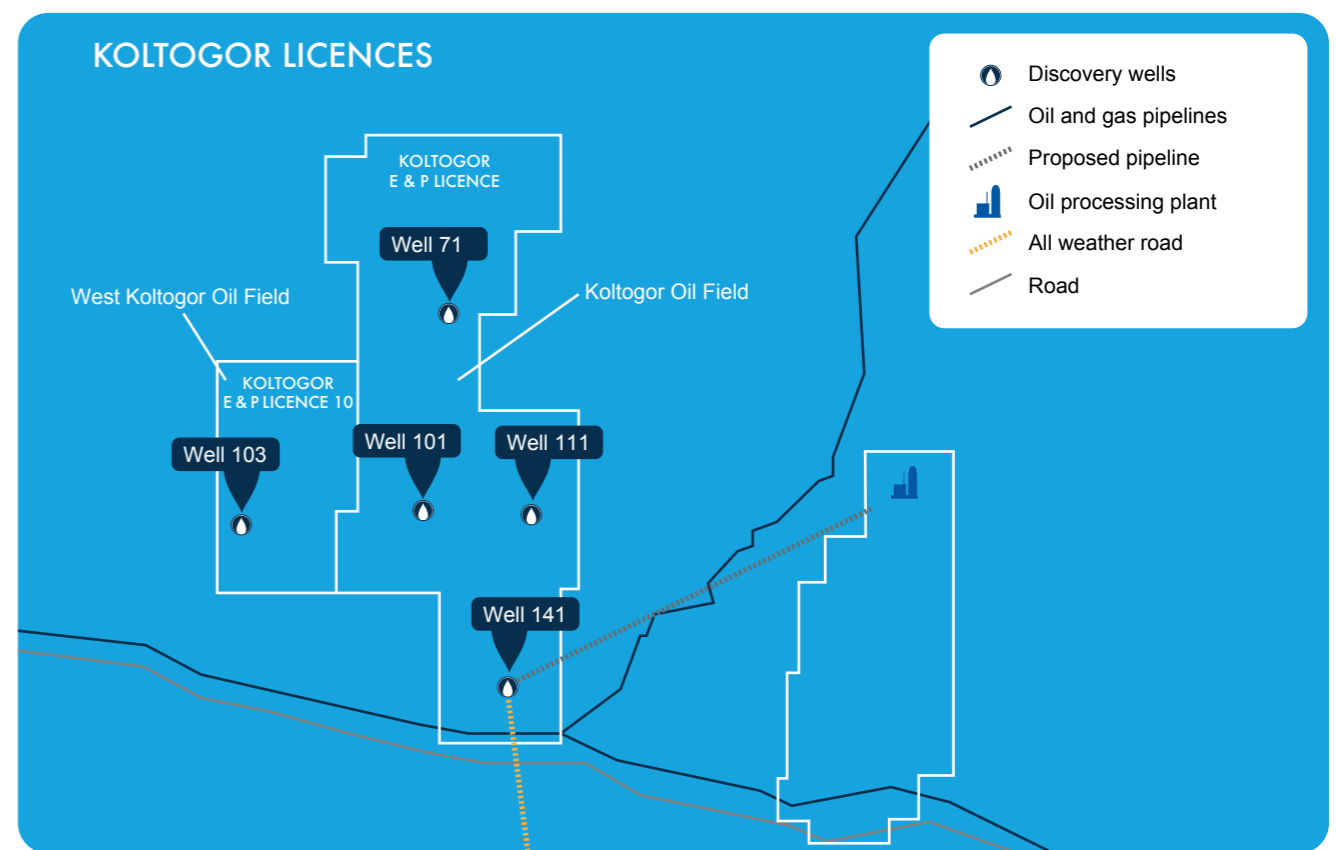 KOLTOGOR LICENCES
Discovery wells
Oil and gas pipelines
Proposed pipeline
Oil processing plant
All weather road
Road
KOLTOGOR
E & P LICENCE
Well 71
West Koltogor Oil Field
Koltogor Oil Field
KOLTOGOR
E & P LICENCE 10
Well 103
Well 101
Well 111
Well 141